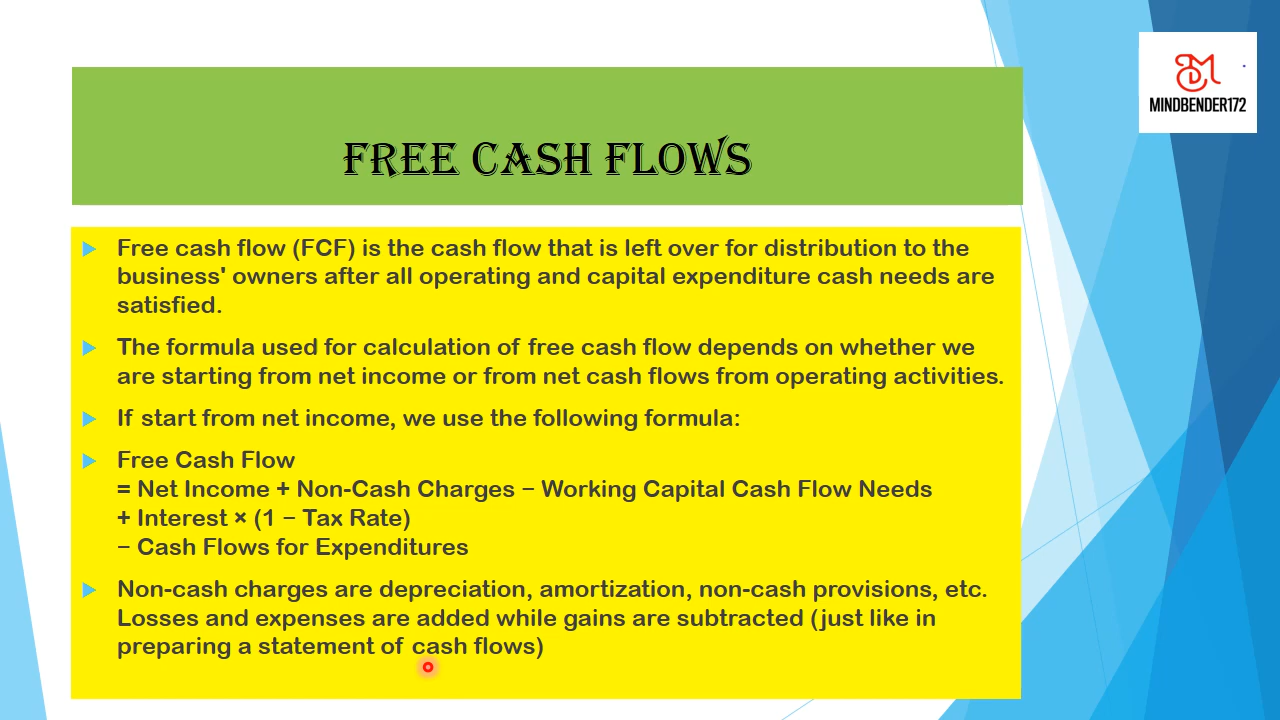 MINDBENDER172
FREE CASH FLOWS
Free cash flow (FCF) is the cash flow that is left over for distribution to the
business' owners after all operating and capital expenditure cash needs are
satisfied.
The formula used for calculation of free cash flow depends on whether we
are starting from net income or from net cash flows from operating activities.
If start from net income, we use the following formula:
Free Cash Flow
= Net Income + Non-Cash Charges − Working Capital Cash Flow Needs
+ Interest × (1 − Tax Rate)
− Cash Flows for Expenditures
Non-cash charges are depreciation, amortization, non-cash provisions, etc.
Losses and expenses are added while gains are subtracted (just like in
preparing a statement of cash flows)